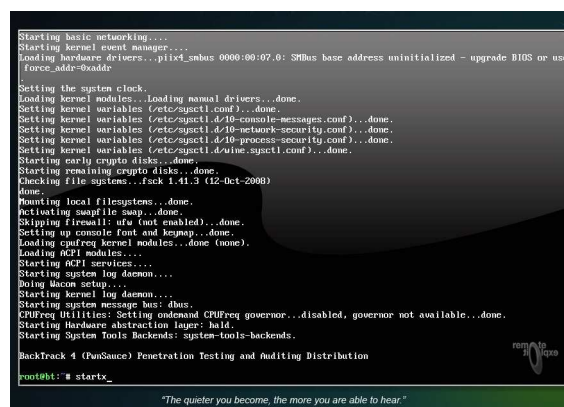 Starting basic networking....
Starting kernel event manager....
Loading hardware drivers...piix4_smbus 0000:00:07.0: SMBus base address uninitialized - upgrade BIOS or use
force_addr=0xaddr
.
Setting the system clock.
Loading kernel modules...Loading manual drivers...done.
Setting kernel variables (/etc/sysctl.conf)...done.
Setting kernel variables (/etc/sysctl.d/10-console-messages.conf)...done.
Setting kernel variables (/etc/sysctl.d/10-network-security.conf)...done.
Setting kernel variables (/etc/sysctl.d/10-process-security.conf)...done.
Setting kernel variables (/etc/sysctl.d/wine.sysctl.conf)...done.
Starting early crypto disks...done.
Starting remaining crypto disks...done.
Checking file systems...fsck 1.41.3 (12-Oct-2008)
done.
Mounting local filesystems...done.
Activating swapfile swap...done.
Skipping firewall: ufw (not enabled)...done.
Setting up console font and keymap...done.
Loading cpufreq kernel modules...done (none).
Loading ACPI modules....
Starting ACPI services....
Starting system log daemon....
Doing Wacom setup....
Starting kernel log daemon....
Starting system message bus: dbus.
CPUFreq Utilities: Setting ondemand CPUFreq governor...disabled, governor not available...done.
Starting Hardware abstraction layer: hald.
Starting System Tools Backends: system-tools-backends.
BackTrack 4 (PwnSauce) Penetration Testing and Auditing Distribution
root@bt:~# startx_
"The quieter you become, the more you are able to hear."